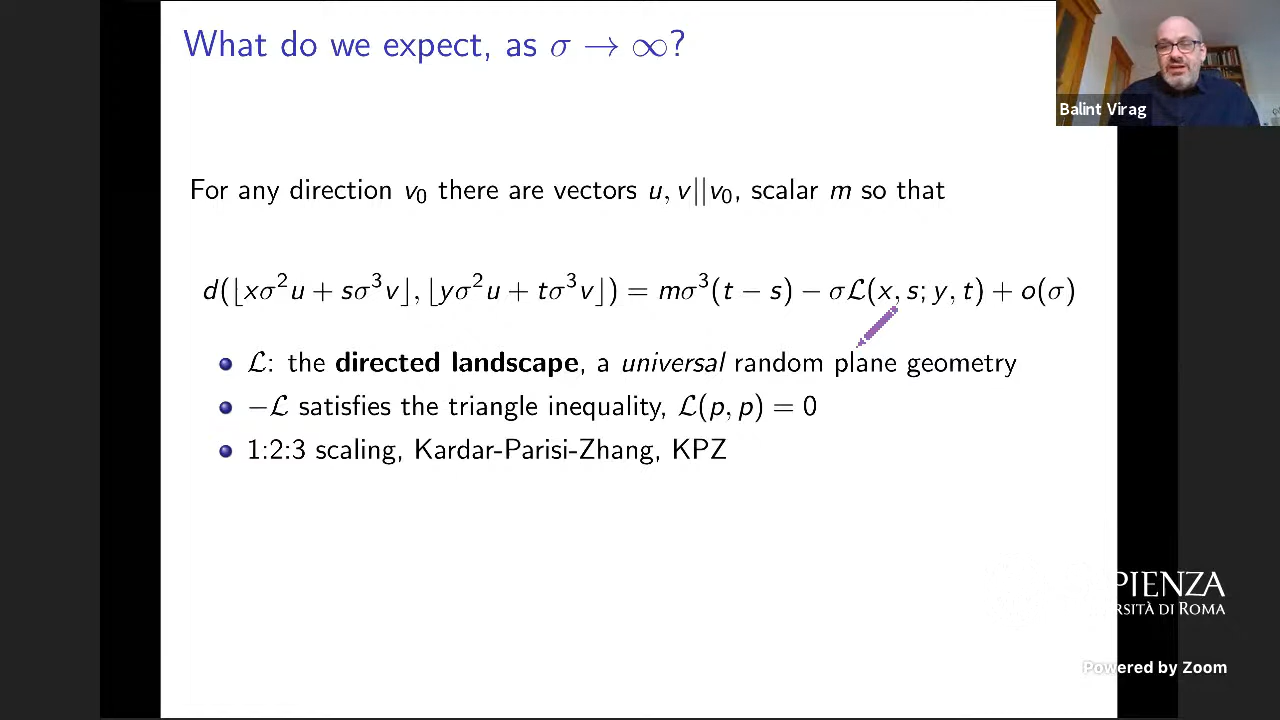 What do we expect, as σ → ∞?
Balint Virag
For any direction v₀ there are vectors u, v||v₀, scalar m so that
d(⌊xσ²u + sσ³v⌋, ⌊yσ²u + tσ³v⌋) = mσ³(t − s) − σℒ(x, s; y, t) + o(σ)
ℒ: the directed landscape, a universal random plane geometry
−ℒ satisfies the triangle inequality, ℒ(p, p) = 0
1:2:3 scaling, Kardar-Parisi-Zhang, KPZ
PIENZA
RSITÀ DI ROMA
Powered by Zoom